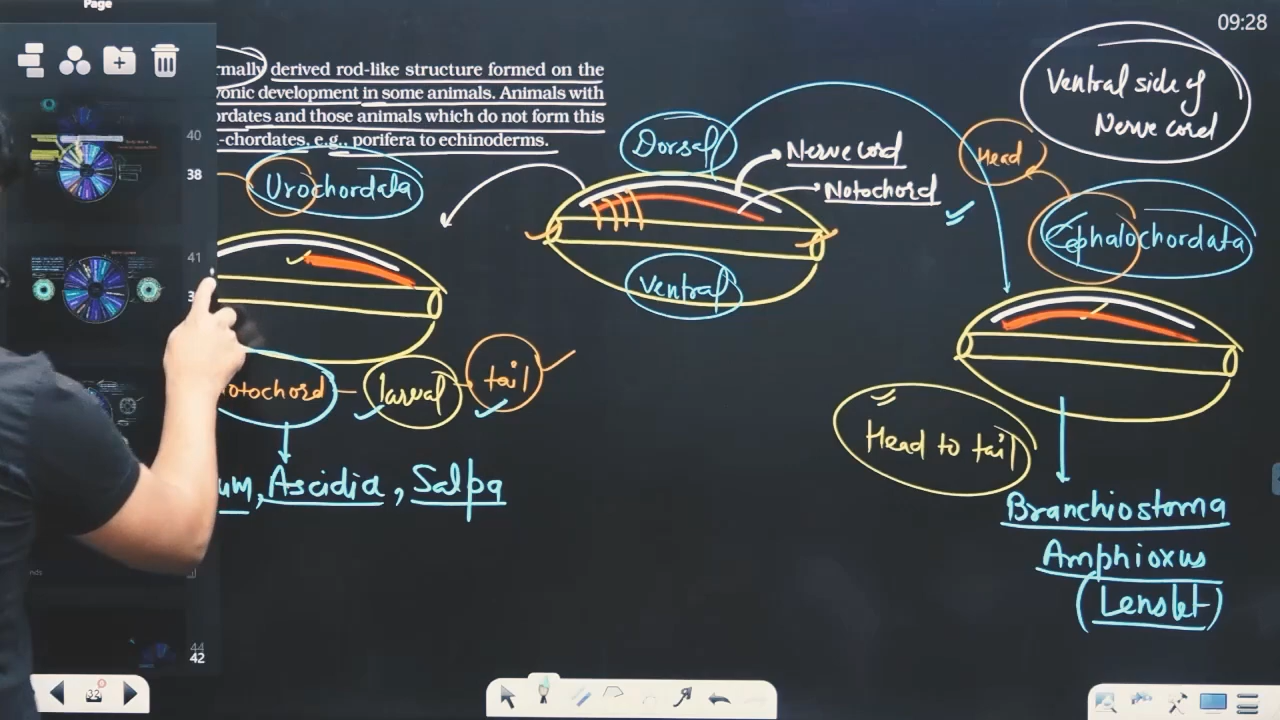 Page
09:28
rmally derived rod-like structure formed on the
onic development in some animals. Animals with
rdates and those animals which do not form this
-chordates, e.g., porifera to echinoderms.
Ventral side of
Nerve cord
Dorsal
Nerve cord
Notochord
Head
Urochordata
Cephalochordata
Ventral
40
38
41
otochord
larval
tail
Head to tail
um, Ascidia, Salpa
Branchiostoma
Amphioxus
(Lenslet)
44
42
32